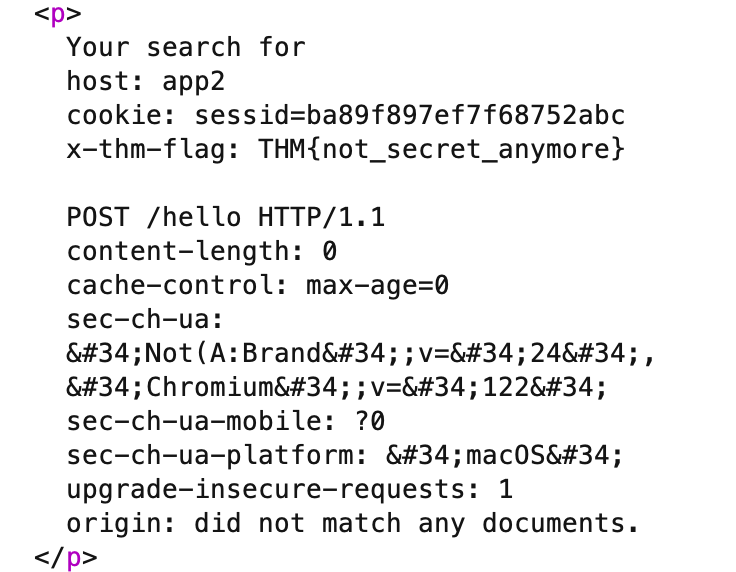 <p>
Your search for
host: app2
cookie: sessid=ba89f897ef7f68752abc
x-thm-flag: THM{not_secret_anymore}
POST /hello HTTP/1.1
content-length: 0
cache-control: max-age=0
sec-ch-ua:
&#34;Not(A:Brand&#34;;v=&#34;24&#34;,
&#34;Chromium&#34;;v=&#34;122&#34;
sec-ch-ua-mobile: ?0
sec-ch-ua-platform: &#34;macOS&#34;
upgrade-insecure-requests: 1
origin: did not match any documents.
</p>